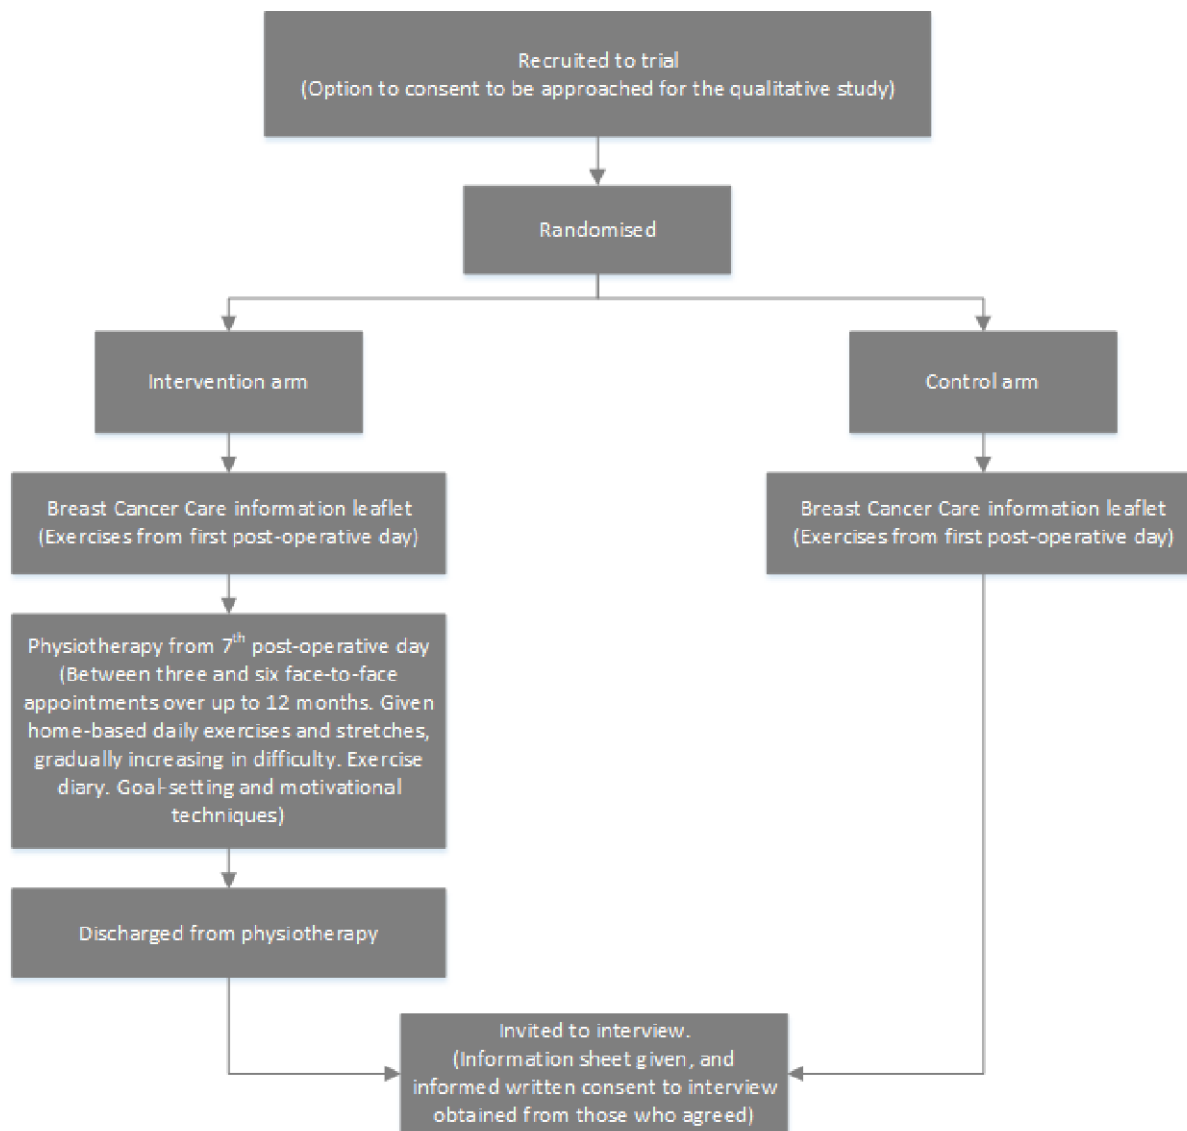 Recruited to trial
(Option to consent to be approached for the qualitative study)
Randomised
Intervention arm
Control arm
Breast Cancer Care information leaflet
(Exercises from first post-operative day)
Breast Cancer Care information leaflet
(Exercises from first post-operative day)
Physiotherapy from 7th post-operative day
(Between three and six face-to-face
appointments over up to 12 months. Given
home-based daily exercises and stretches,
gradually increasing in difficulty. Exercise
diary. Goal-setting and motivational
techniques)
Discharged from physiotherapy
Invited to interview.
(Information sheet given, and
informed written consent to interview
obtained from those who agreed)